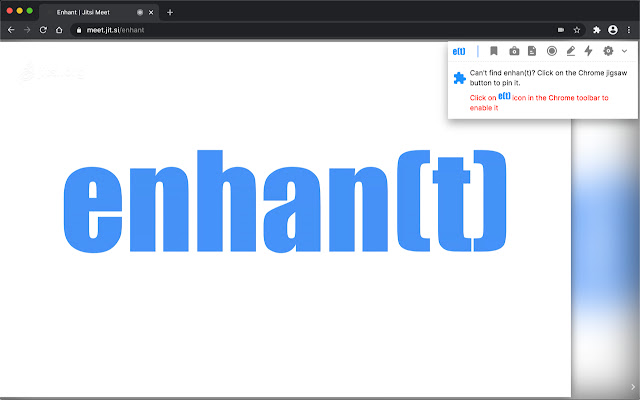 Enhant | Jitsi Meet
meet.jit.si/enhant
e(t)
Can't find enhan(t)? Click on the Chrome jigsaw
button to pin it.
Click on e(t) icon in the Chrome toolbar to
enable it
enhan(t)